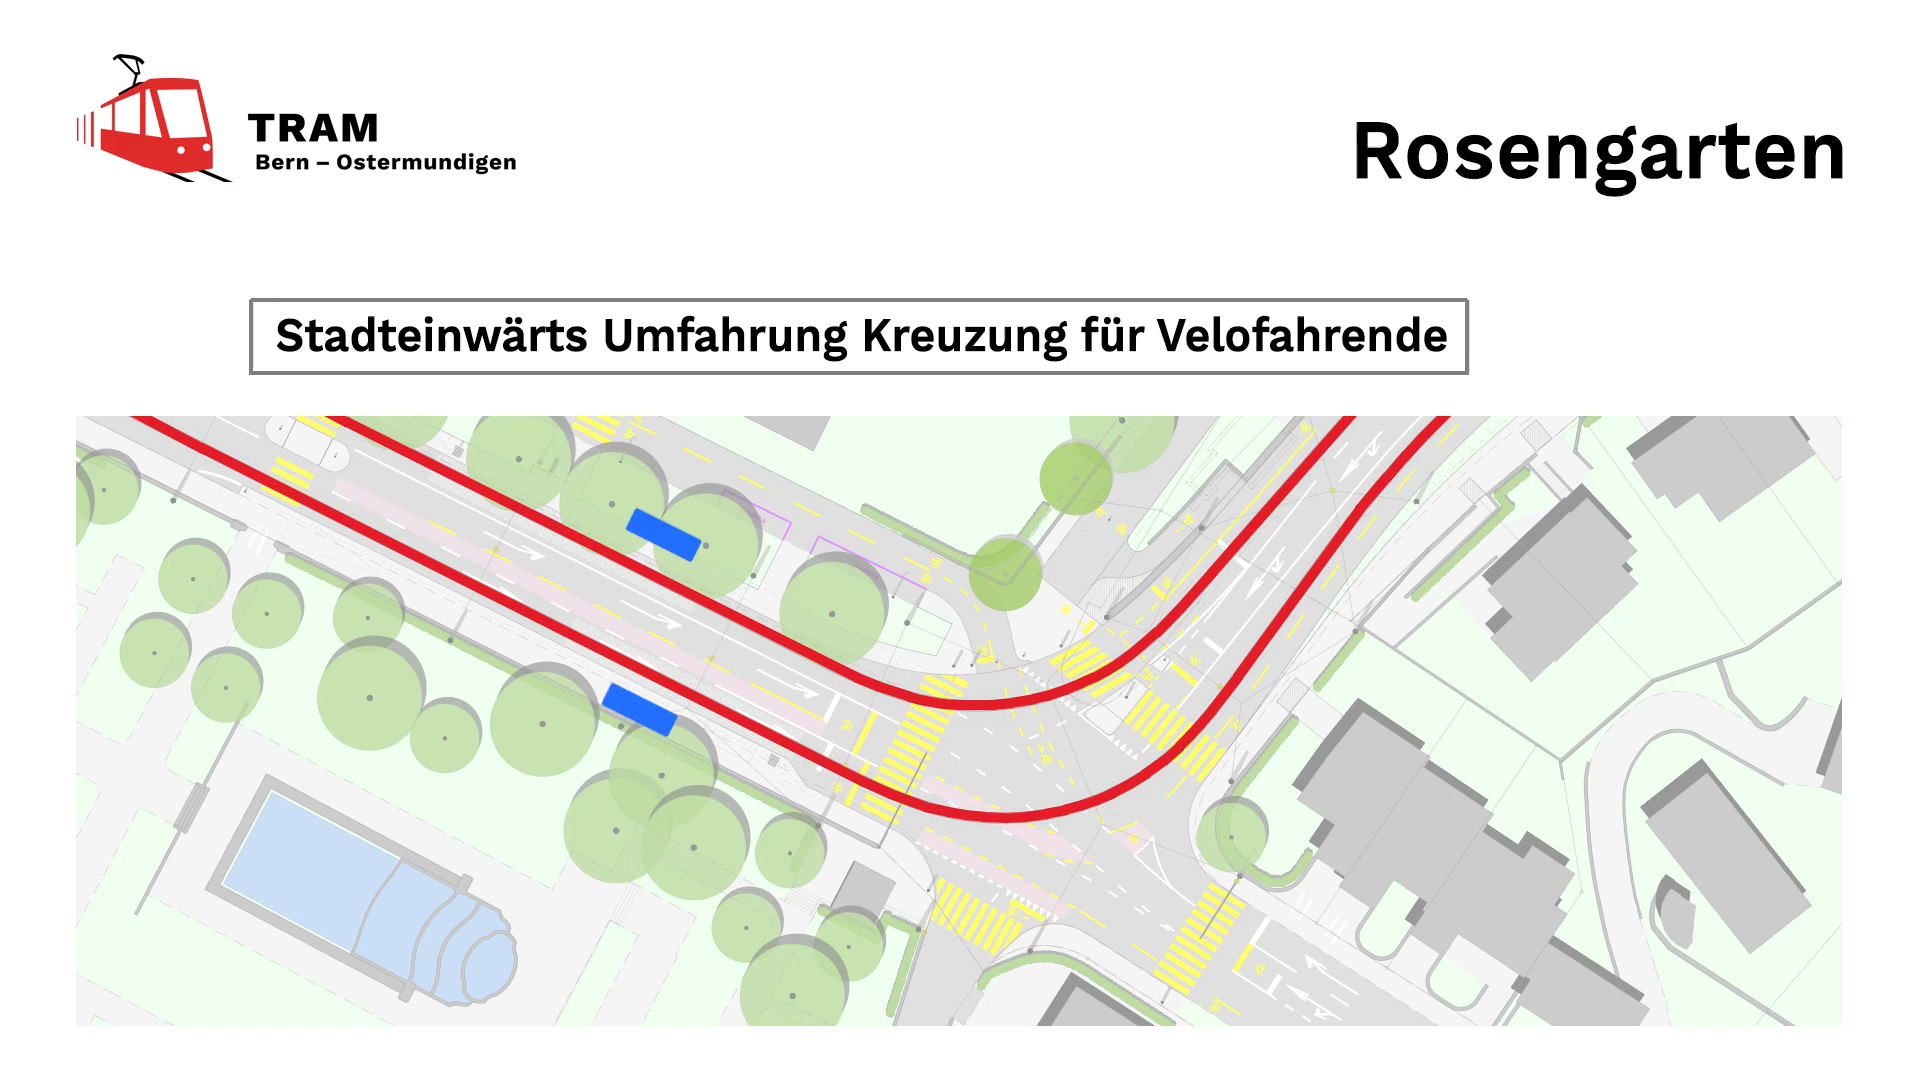 TRAM
Bern – Ostermundigen
Rosengarten
Stadteinwärts Umfahrung Kreuzung für Velofahrende